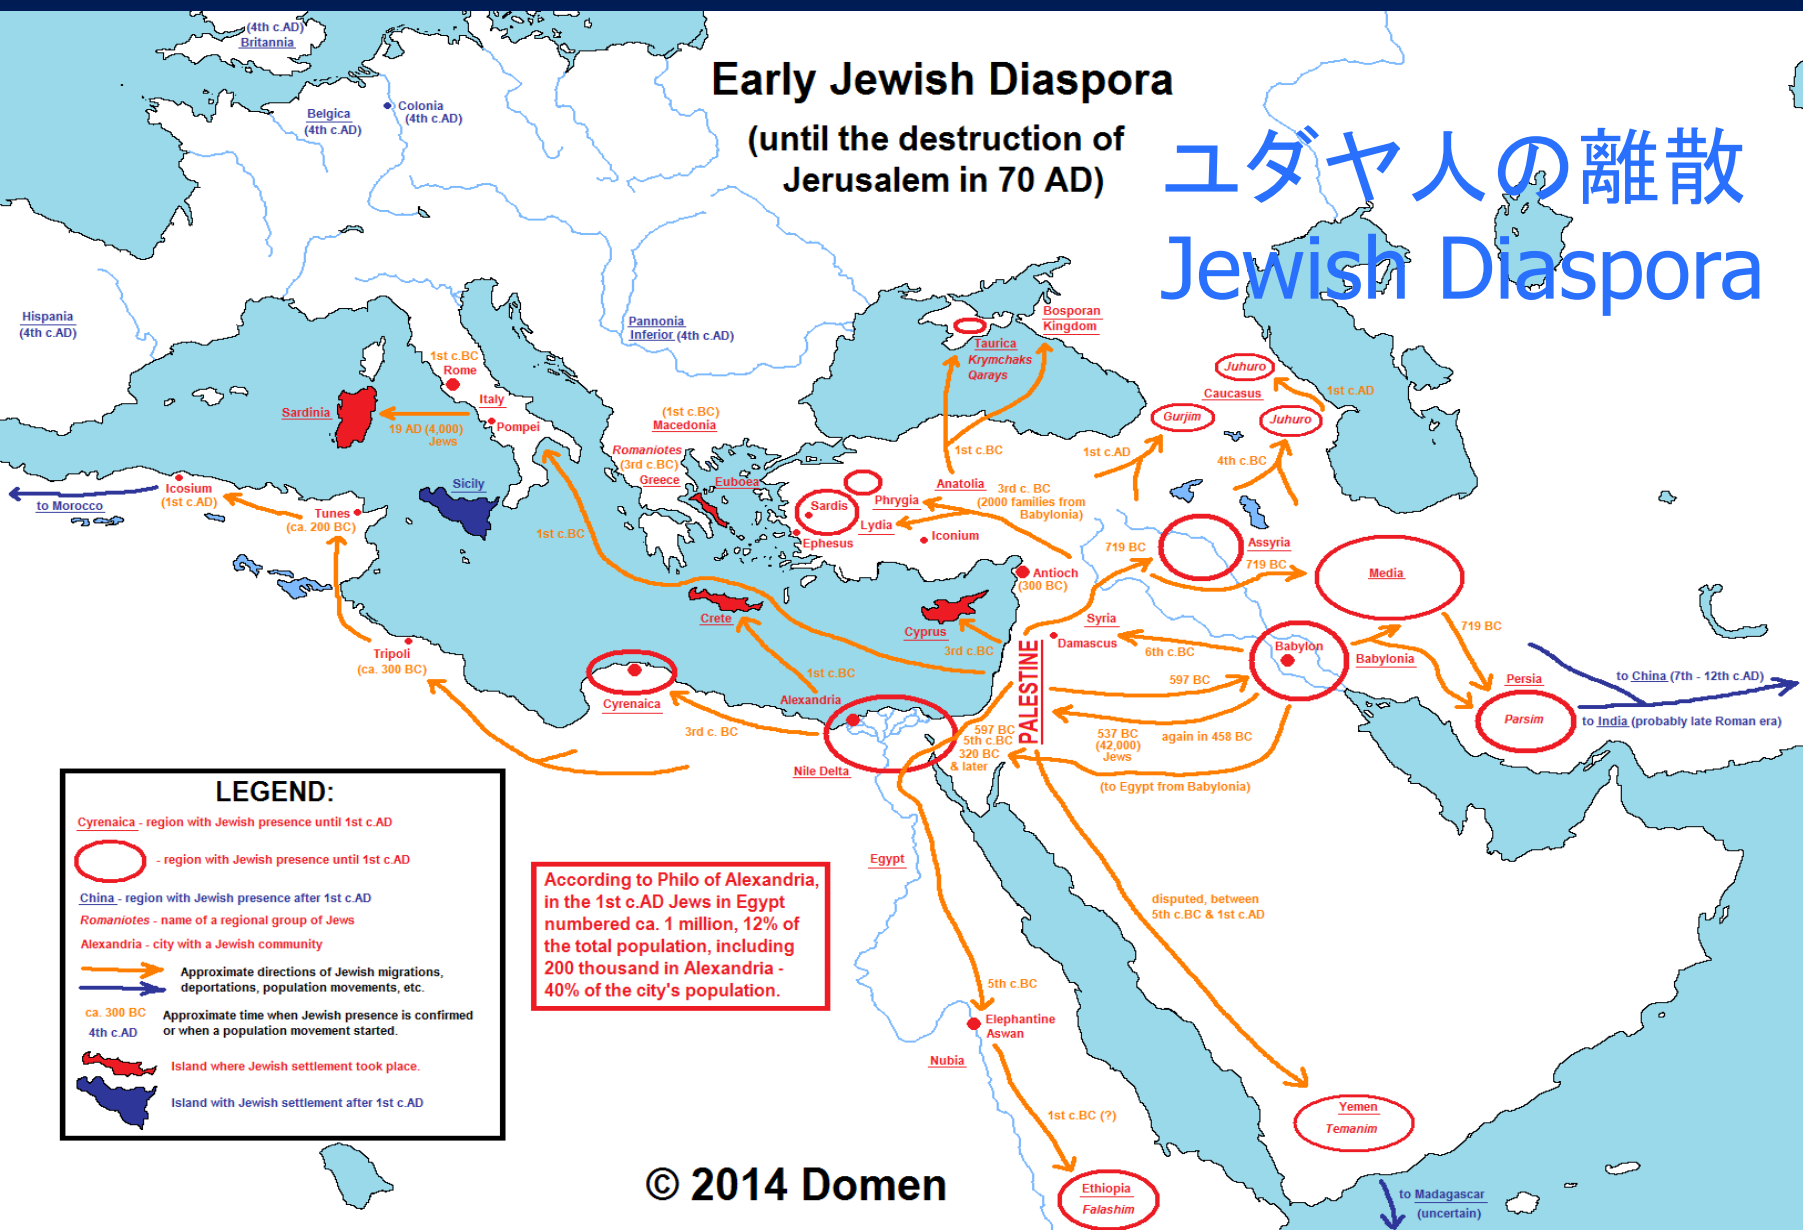 Early Jewish Diaspora
(until the destruction of
Jerusalem in 70 AD)
ユダヤ人の離散
Jewish Diaspora
(4th c.AD)
Britannia
Belgica
(4th c.AD)
Colonia
(4th c.AD)
Hispania
(4th c.AD)
Pannonia
Inferior (4th c.AD)
Bosporan
Kingdom
Taurica
Krymchaks
Qarays
1st c.BC
Rome
Italy
Pompei
Sardinia
19 AD (4,000)
Jews
(1st c.BC)
Macedonia
Romaniotes
(3rd c.BC)
Greece
Euboea
Juhuro
Caucasus
1st c.AD
Gurjim
Juhuro
1st c.AD
4th c.BC
1st c.BC
Anatolia
3rd c. BC
(2000 families from
Babylonia)
Phrygia
Sardis
Lydia
Ephesus
Iconium
Icosium
(1st c.AD)
to Morocco
Tunes
(ca. 200 BC)
Sicily
1st c.BC
Antioch
(300 BC)
719 BC
Assyria
719 BC
Media
719 BC
Crete
Cyprus
3rd c.BC
Syria
Damascus
6th c.BC
Babylon
Babylonia
Tripoli
(ca. 300 BC)
Cyrenaica
1st c.BC
Alexandria
3rd c. BC
Nile Delta
PALESTINE
597 BC
597 BC
5th c.BC
320 BC
& later
537 BC
(42,000)
Jews
again in 458 BC
(to Egypt from Babylonia)
Persia
Parsim
to China (7th - 12th c.AD)
to India (probably late Roman era)
Egypt
disputed, between
5th c.BC & 1st c.AD
5th c.BC
Elephantine
Aswan
Nubia
1st c.BC (?)
Yemen
Temanim
Ethiopia
Falashim
to Madagascar
(uncertain)
LEGEND:
Cyrenaica - region with Jewish presence until 1st c.AD
- region with Jewish presence until 1st c.AD
China - region with Jewish presence after 1st c.AD
Romaniotes - name of a regional group of Jews
Alexandria - city with a Jewish community
Approximate directions of Jewish migrations,
deportations, population movements, etc.
ca. 300 BC
4th c.AD
Approximate time when Jewish presence is confirmed
or when a population movement started.
Island where Jewish settlement took place.
Island with Jewish settlement after 1st c.AD
According to Philo of Alexandria,
in the 1st c.AD Jews in Egypt
numbered ca. 1 million, 12% of
the total population, including
200 thousand in Alexandria -
40% of the city's population.
© 2014 Domen